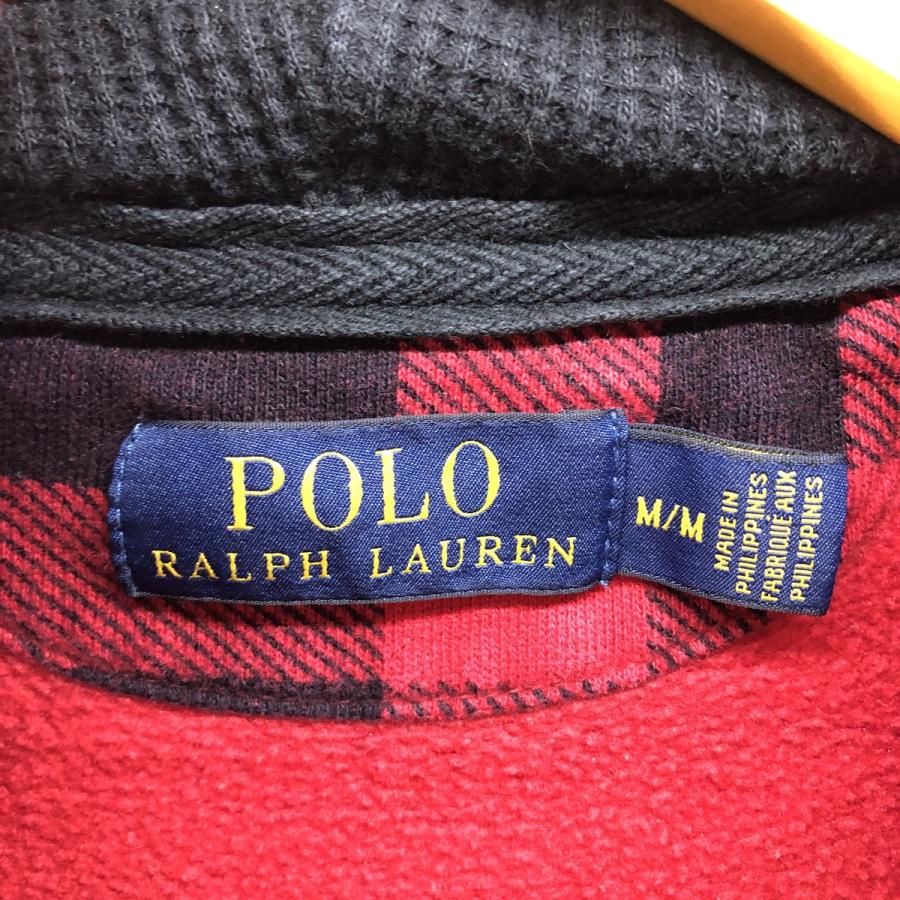 POLO
RALPH LAUREN
M/M
MADE IN
PHILIPPINES
FABRIQUÉ AUX
PHILIPPINES